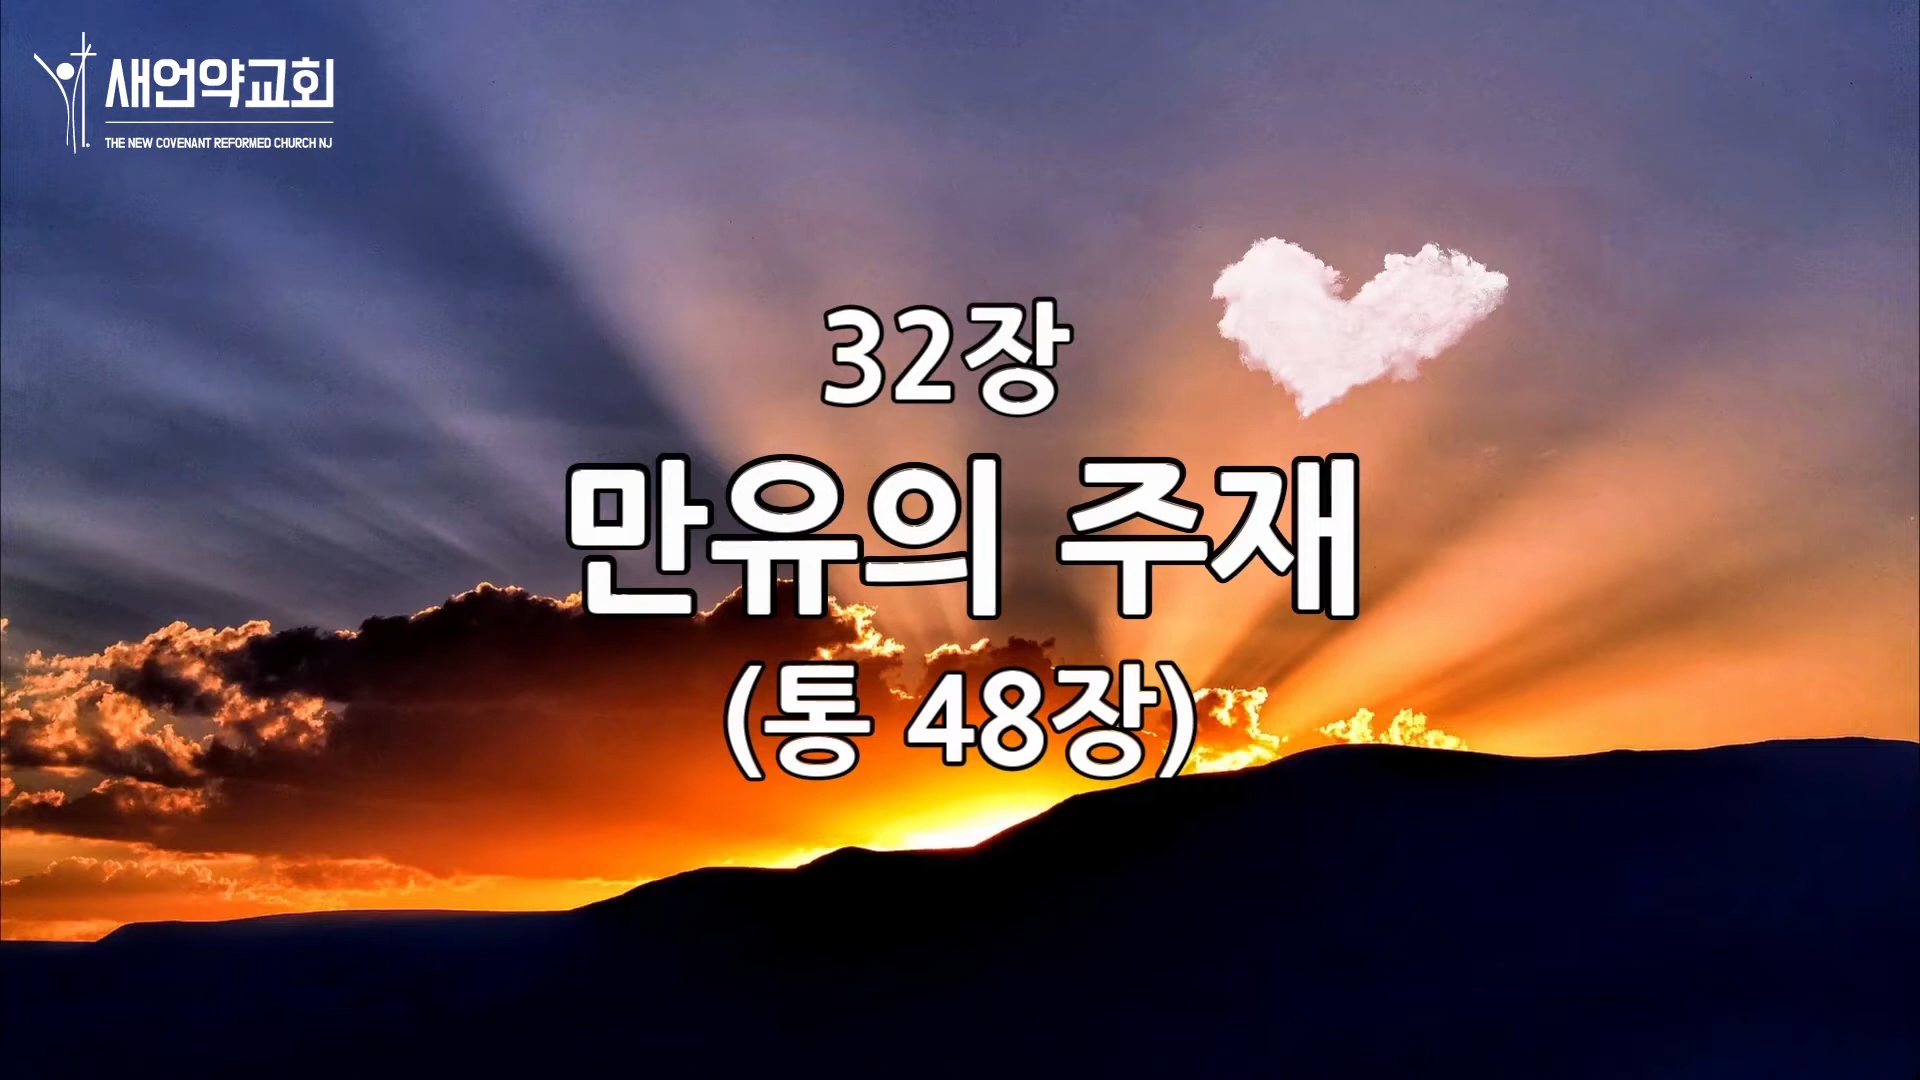 새언약교회
THE NEW COVENANT REFORMED CHURCH NJ
32장
만유의 주재
(통 48장)